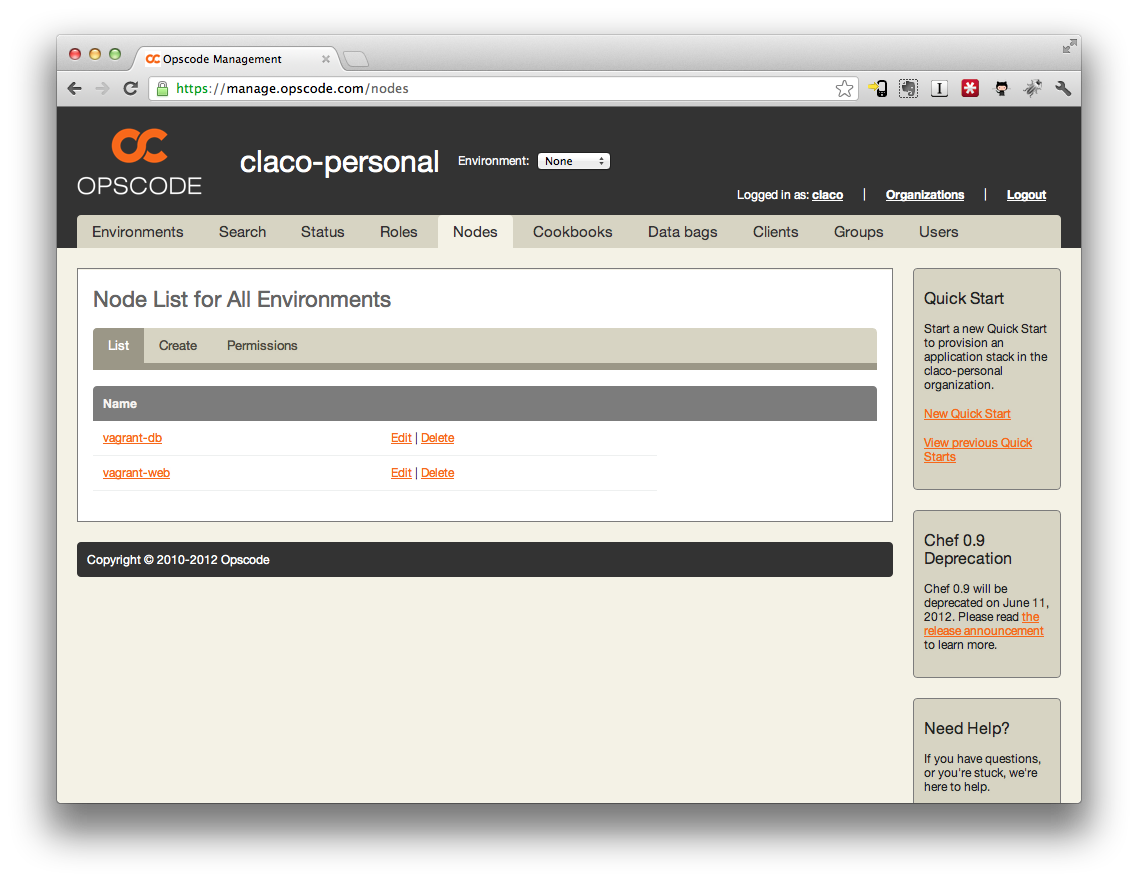 Opscode Management
https://manage.opscode.com/nodes
OPSCODE
claco-personal
Environment: None
Logged in as: claco | Organizations | Logout
Environments Search Status Roles Nodes Cookbooks Data bags Clients Groups Users
Node List for All Environments
List Create Permissions
Name
vagrant-db Edit | Delete
vagrant-web Edit | Delete
Copyright © 2010-2012 Opscode
Quick Start
Start a new Quick Start
to provision an
application stack in the
claco-personal
organization.
New Quick Start
View previous Quick
Starts
Chef 0.9
Deprecation
Chef 0.9 will be
deprecated on June 11,
2012. Please read the
release announcement
to learn more.
Need Help?
If you have questions,
or you're stuck, we're
here to help.